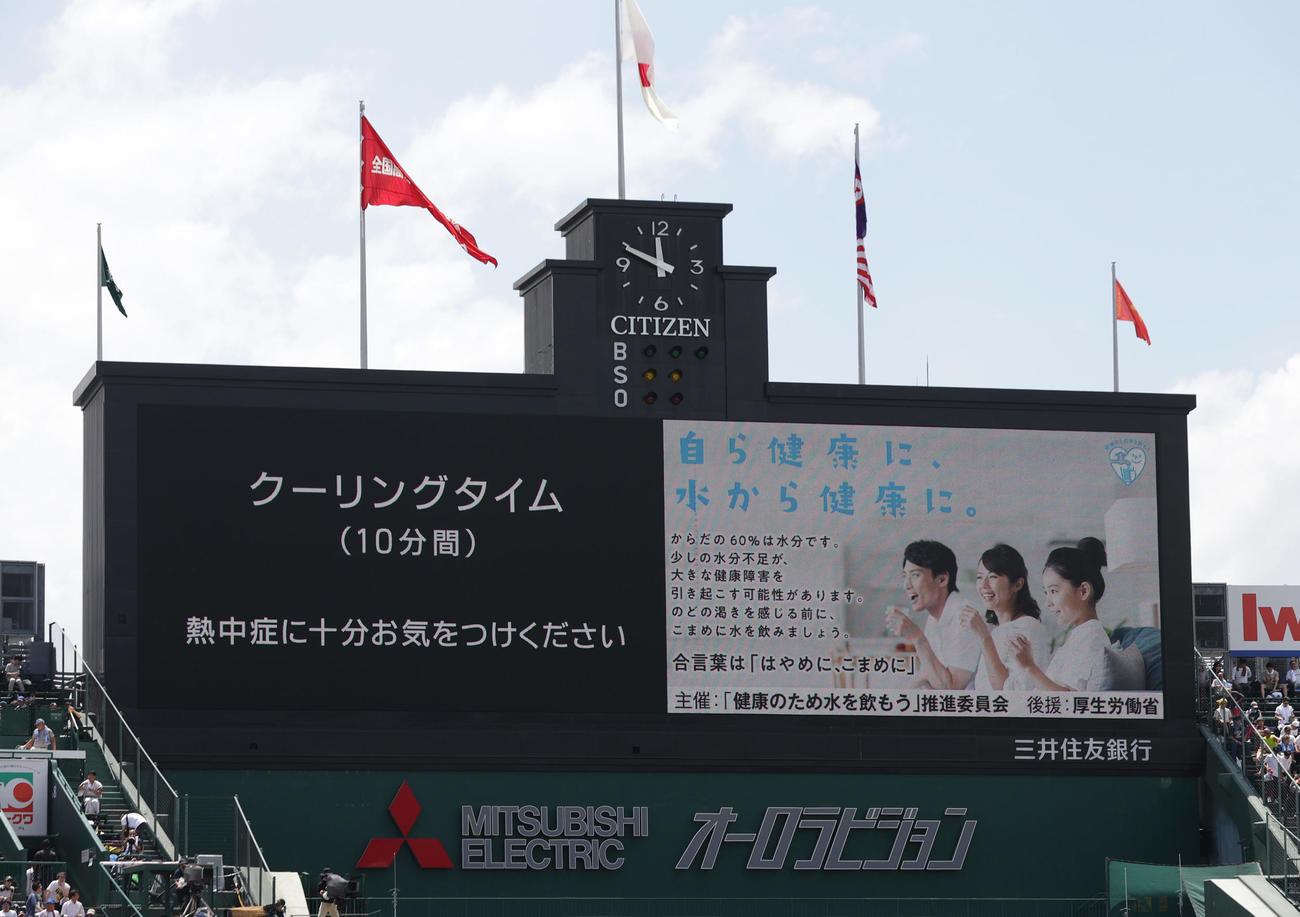 全国
12
9
3
6
CITIZEN
B
S
O
クーリングタイム
(10分間)
熱中症に十分お気をつけください
自ら健康に、
水から健康に。
からだの60%は水分です。
少しの水分不足が、
大きな健康障害を
引き起こす可能性があります。
のどの渇きを感じる前に、
こまめに水を飲みましょう。
合言葉は「はやめに、こまめに」
主催:「健康のため水を飲もう」推進委員会 後援:厚生労働省
三井住友銀行
MITSUBISHI
ELECTRIC
オーロラビジョン
Iw